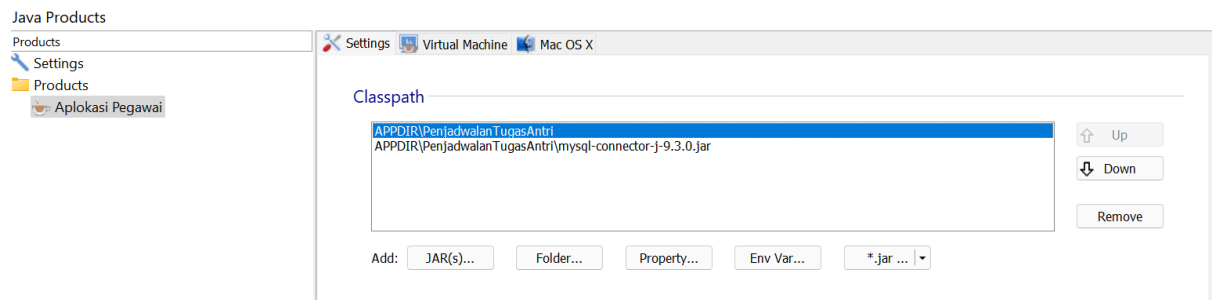 Java Products
Products
Settings
Products
Aplokasi Pegawai
Settings Virtual Machine Mac OS X
Classpath
APPDIR\PenjadwalanTugasAntri
APPDIR\PenjadwalanTugasAntri\mysql-connector-j-9.3.0.jar
Up
Down
Remove
Add: JAR(s)... Folder... Property... Env Var... *.jar ...